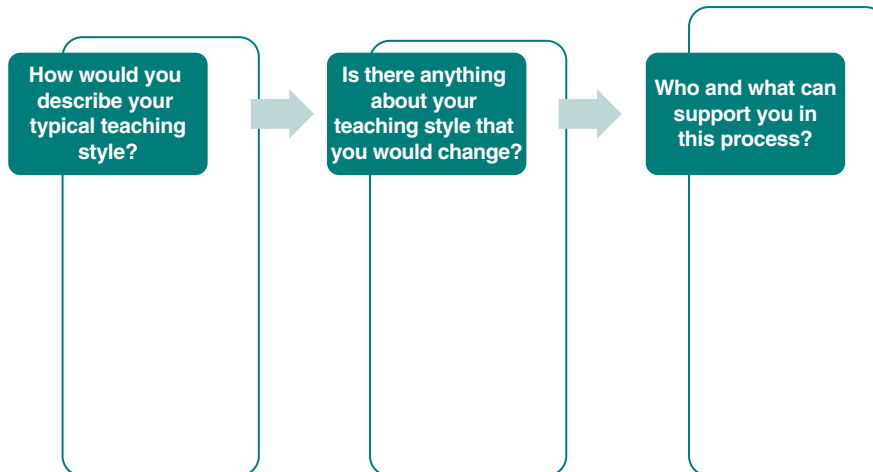 How would you
describe your
typical teaching
style?
Is there anything
about your
teaching style that
you would change?
Who and what can
support you in
this process?